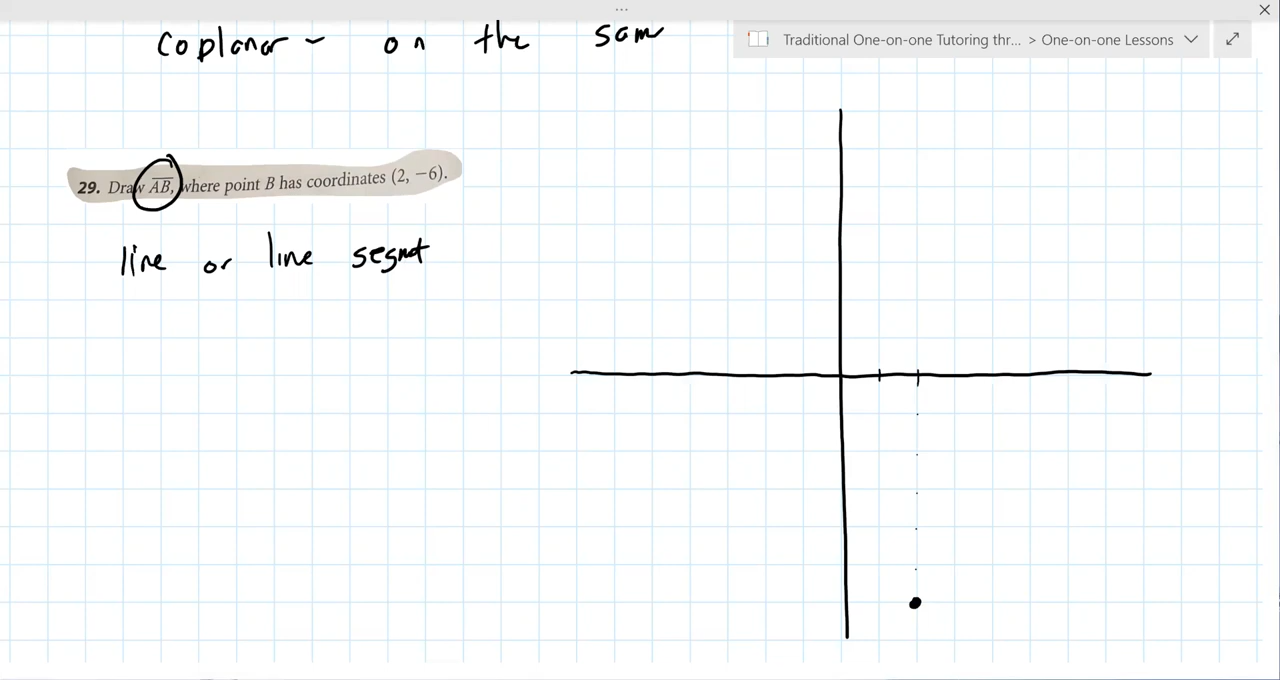 coplanar - on the sam
Traditional One-on-one Tutoring thr... > One-on-one Lessons
29. Draw AB, where point B has coordinates (2, −6).
line or line segmt